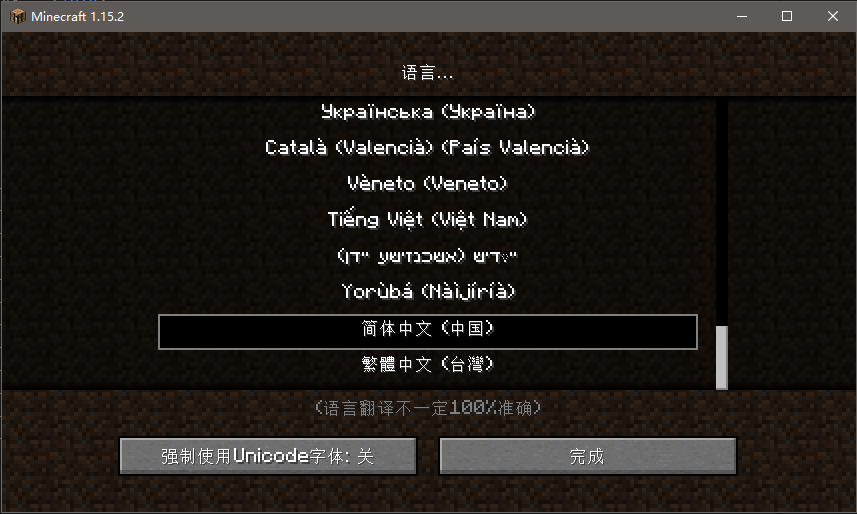 Minecraft 1.15.2
语言...
Українська (Україна)
Català (Valencià) (País Valencià)
Vèneto (Veneto)
Tiếng Việt (Việt Nam)
ייִדיש (אשכנזישע יידן)
Yorùbá (Nàìjíríà)
简体中文 (中国)
繁體中文 (台灣)
(语言翻译不一定100%准确)
强制使用Unicode字体: 关
完成